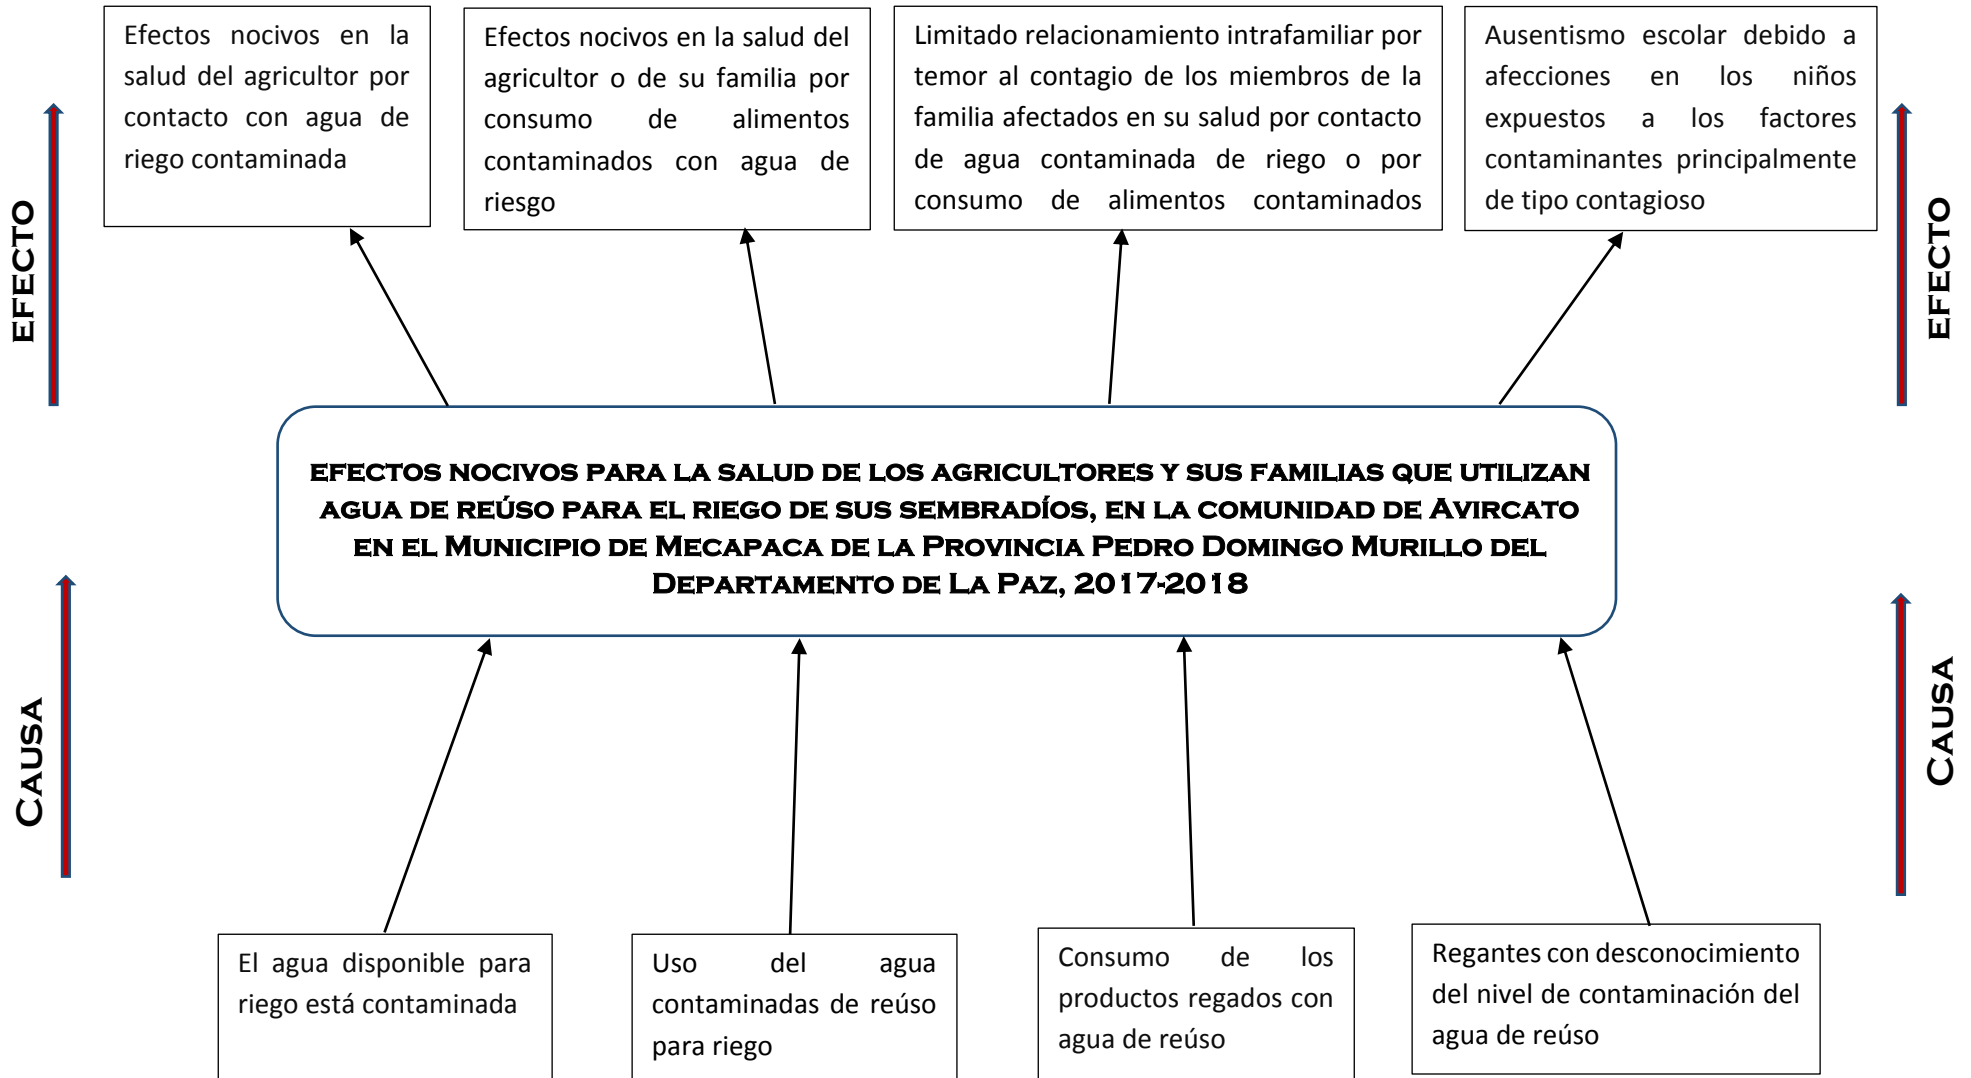 Efectos nocivos en la
salud del agricultor por
contacto con agua de
riego contaminada
Efectos nocivos en la salud del
agricultor o de su familia por
consumo de alimentos
contaminados con agua de
riesgo
Limitado relacionamiento intrafamiliar por
temor al contagio de los miembros de la
familia afectados en su salud por contacto
de agua contaminada de riego o por
consumo de alimentos contaminados
Ausentismo escolar debido a
afecciones en los niños
expuestos a los factores
contaminantes principalmente
de tipo contagioso
EFECTO
EFECTO
EFECTOS NOCIVOS PARA LA SALUD DE LOS AGRICULTORES Y SUS FAMILIAS QUE UTILIZAN
AGUA DE REÚSO PARA EL RIEGO DE SUS SEMBRADÍOS, EN LA COMUNIDAD DE AVIRCATO
EN EL MUNICIPIO DE MECAPACA DE LA PROVINCIA PEDRO DOMINGO MURILLO DEL
DEPARTAMENTO DE LA PAZ, 2017-2018
CAUSA
CAUSA
El agua disponible para
riego está contaminada
Uso del agua
contaminadas de reúso
para riego
Consumo de los
productos regados con
agua de reúso
Regantes con desconocimiento
del nivel de contaminación del
agua de reúso